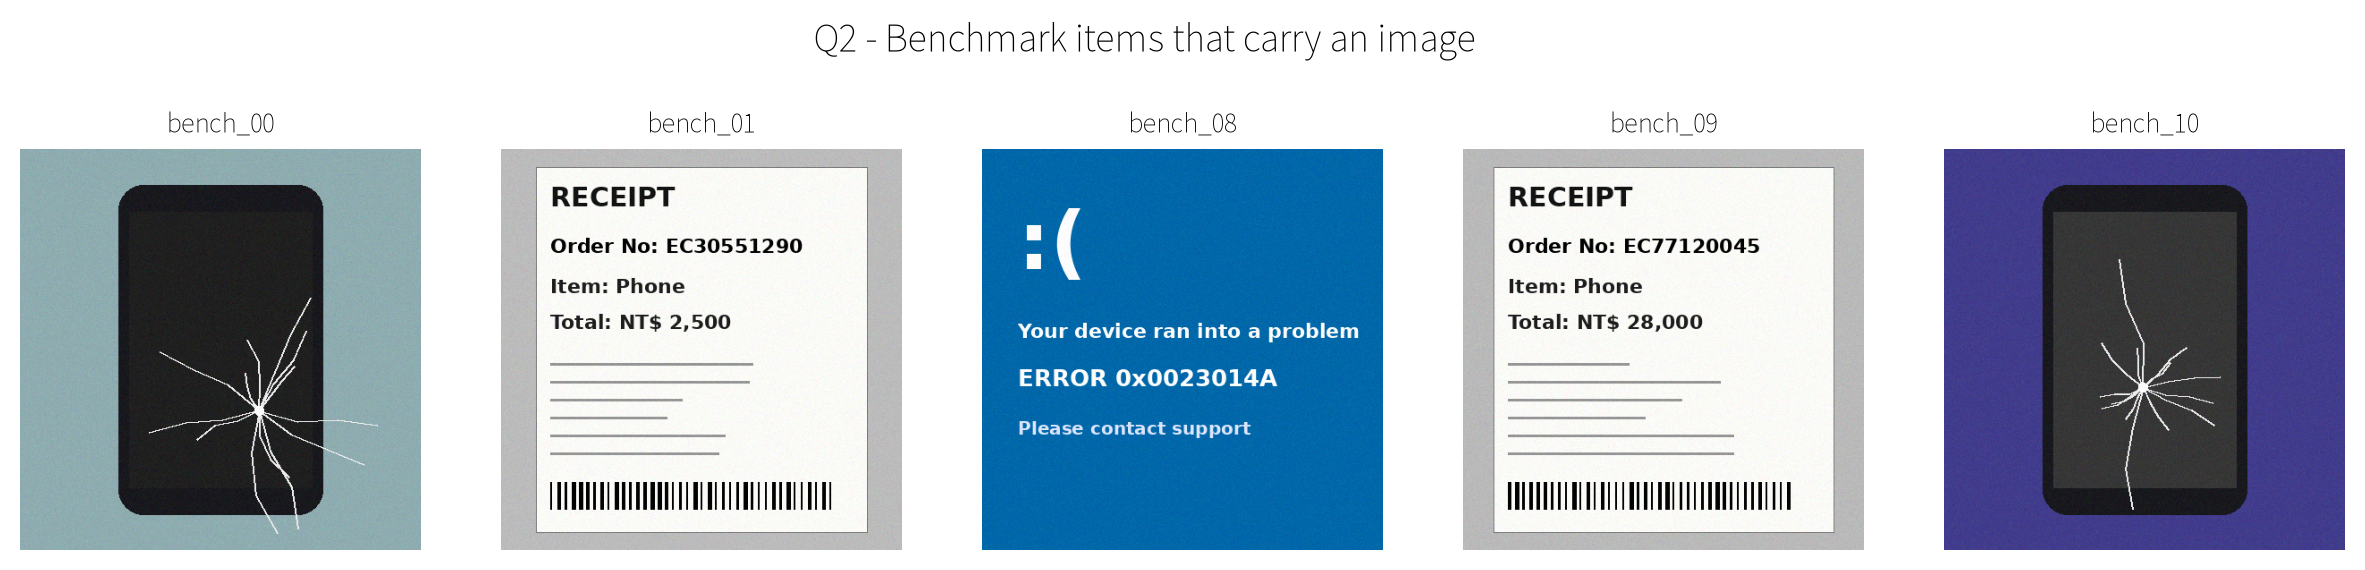 Q2 - Benchmark items that carry an image
bench_00
bench_01
bench_08
bench_09
bench_10
RECEIPT
Order No: EC30551290
Item: Phone
Total: NT$ 2,500
:(
Your device ran into a problem
ERROR 0x0023014A
Please contact support
RECEIPT
Order No: EC77120045
Item: Phone
Total: NT$ 28,000